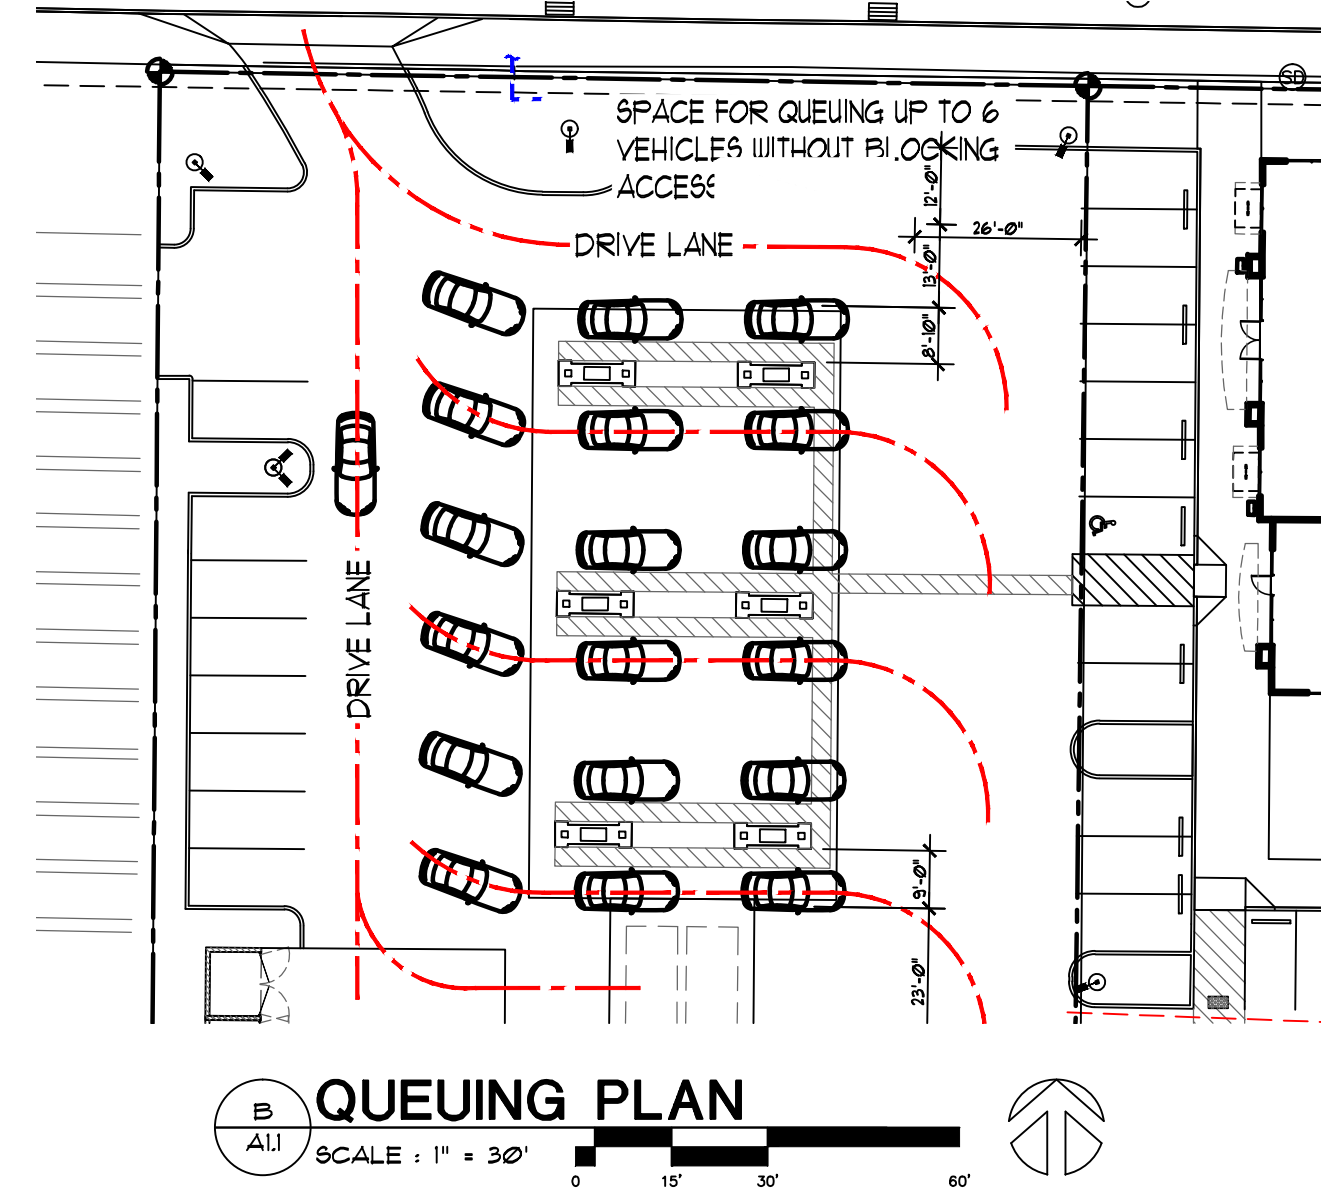 SD
SPACE FOR QUEUING UP TO 6
VEHICLES WITHOUT BLOCKING
ACCESS
12'-0"
26'-0"
DRIVE LANE
13'-0"
8'-10"
DRIVE LANE
9'-0"
23'-0"
B
A1.1
QUEUING PLAN
SCALE : 1" = 30'
0 15' 30' 60'